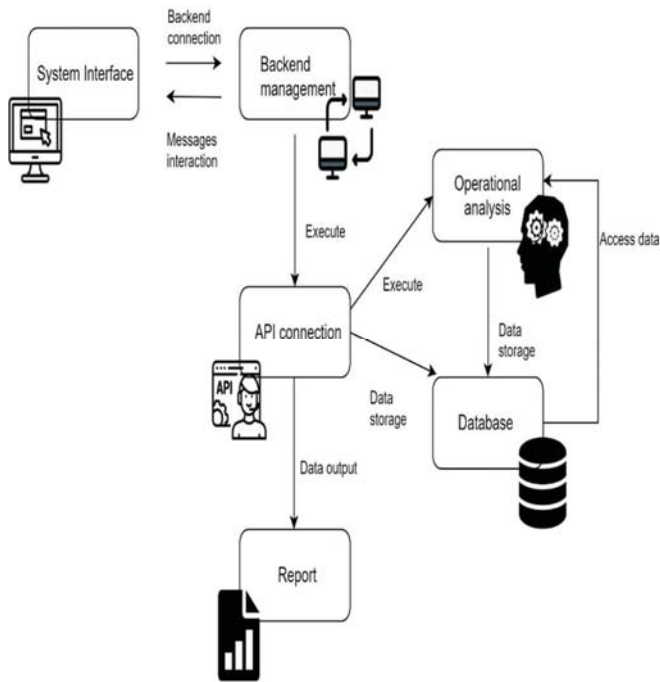 Backend
connection
System Interface
Backend
management
Messages
interaction
Operational
analysis
Execute
Access data
Execute
API connection
API
Data
storage
Data
storage
Database
Data output
Report